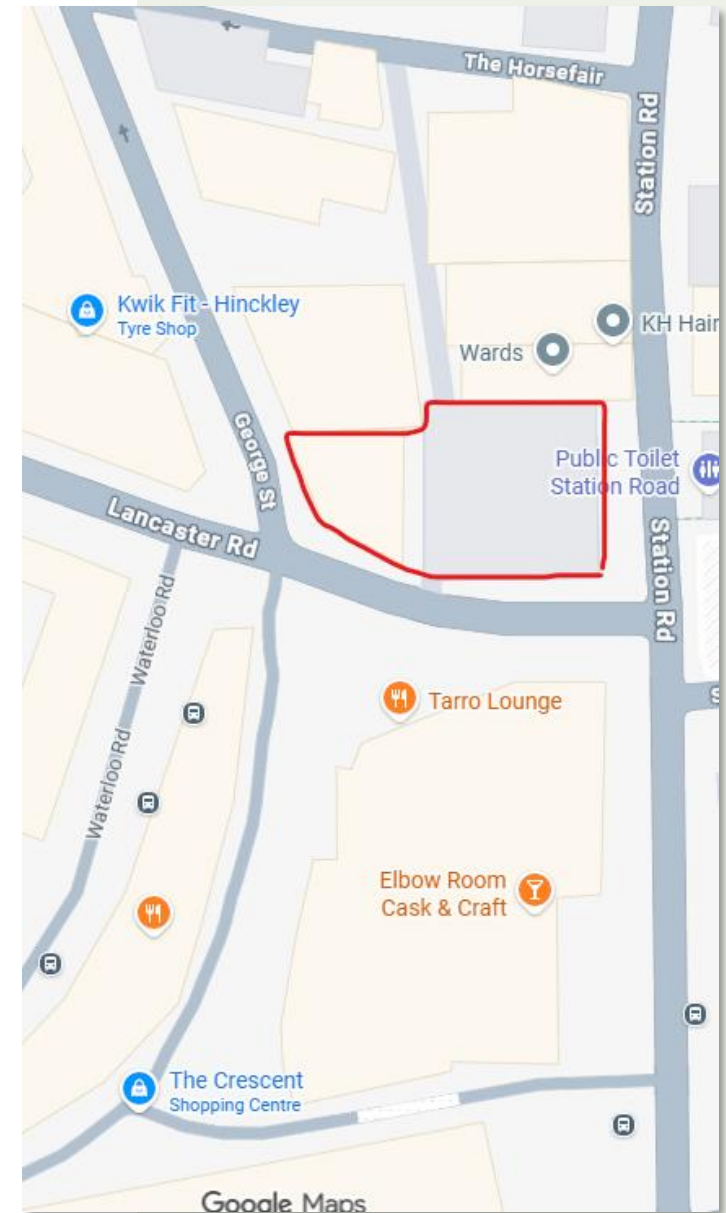 The Horsefair
Station Rd
Kwik Fit - Hinckley
Tyre Shop
KH Hair
Wards
George St
Public Toilet
Station Road
Lancaster Rd
Station Rd
Waterloo Rd
Tarro Lounge
Waterloo Rd
Elbow Room
Cask & Craft
The Crescent
Shopping Centre
Google Maps